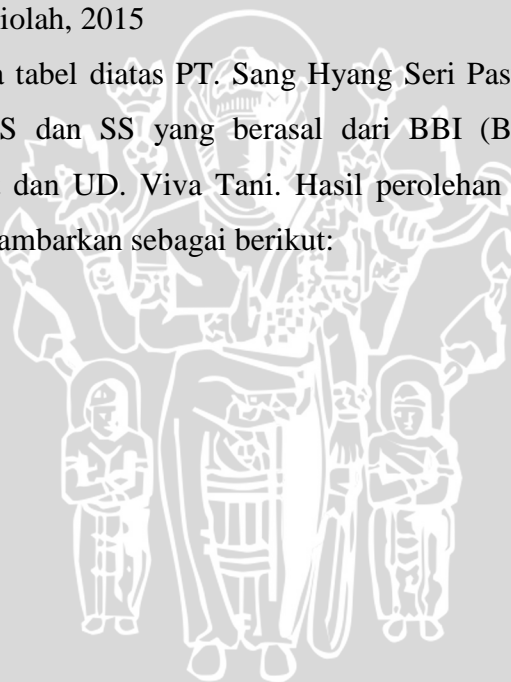 iolah, 2015
tabel diatas PT. Sang Hyang Seri Pas
S dan SS yang berasal dari BBI (B
dan UD. Viva Tani. Hasil perolehan
ambarkan sebagai berikut: